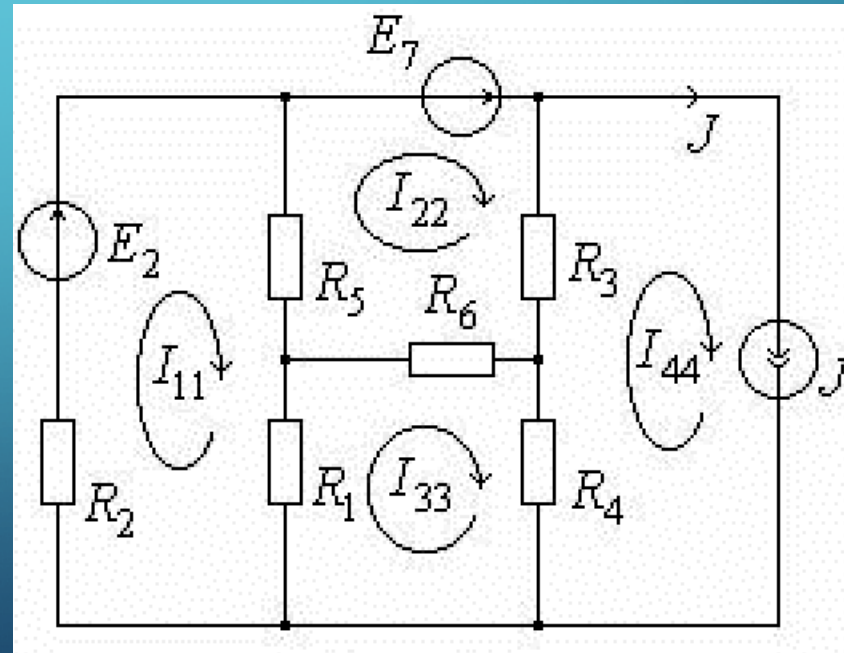 E₇
J
I₂₂
E₂
R₅
R₆
R₃
I₁₁
I₄₄
J
R₂
R₁
I₃₃
R₄